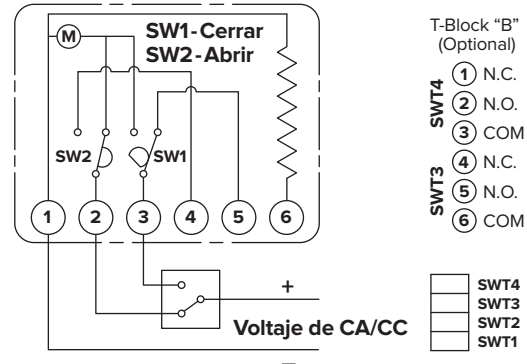 M
SW1-Cerrar
SW2-Abrir
SW2
SW1
1 2 3 4 5 6
+
Voltaje de CA/CC
–
T-Block “B”
(Optional)
SWT4
1 N.C.
2 N.O.
3 COM
SWT3
4 N.C.
5 N.O.
6 COM
SWT4
SWT3
SWT2
SWT1